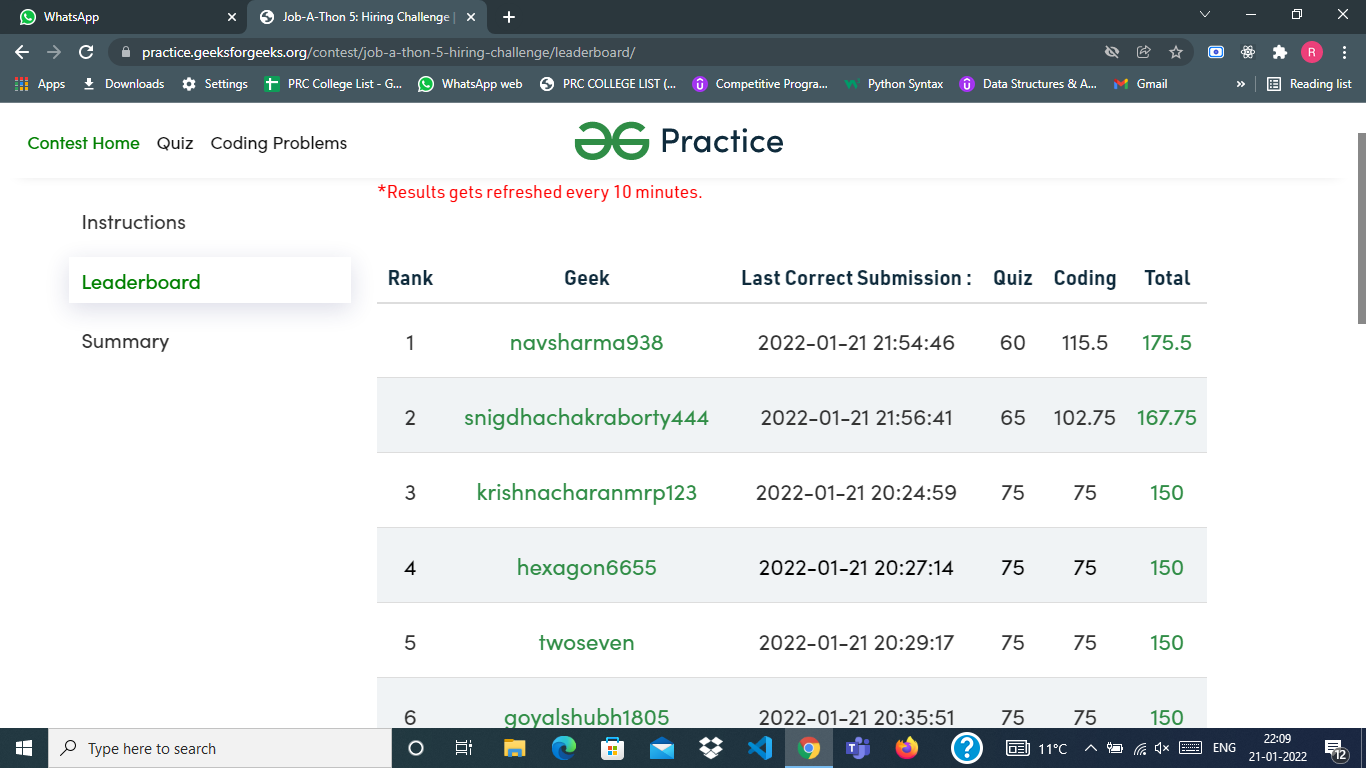 WhatsApp
Job-A-Thon 5: Hiring Challenge |
practice.geeksforgeeks.org/contest/job-a-thon-5-hiring-challenge/leaderboard/
R
Apps Downloads Settings PRC College List - G... WhatsApp web PRC COLLEGE LIST (... Competitive Progra... Python Syntax Data Structures & A... Gmail » Reading list
Contest Home Quiz Coding Problems
Practice
*Results gets refreshed every 10 minutes.
Instructions
Leaderboard
Summary
Rank Geek Last Correct Submission : Quiz Coding Total
1 navsharma938 2022-01-21 21:54:46 60 115.5 175.5
2 snigdhachakraborty444 2022-01-21 21:56:41 65 102.75 167.75
3 krishnacharanmrp123 2022-01-21 20:24:59 75 75 150
4 hexagon6655 2022-01-21 20:27:14 75 75 150
5 twoseven 2022-01-21 20:29:17 75 75 150
6 goyalshubh1805 2022-01-21 20:35:51 75 75 150
Type here to search
11°C
ENG
22:09
21-01-2022
12